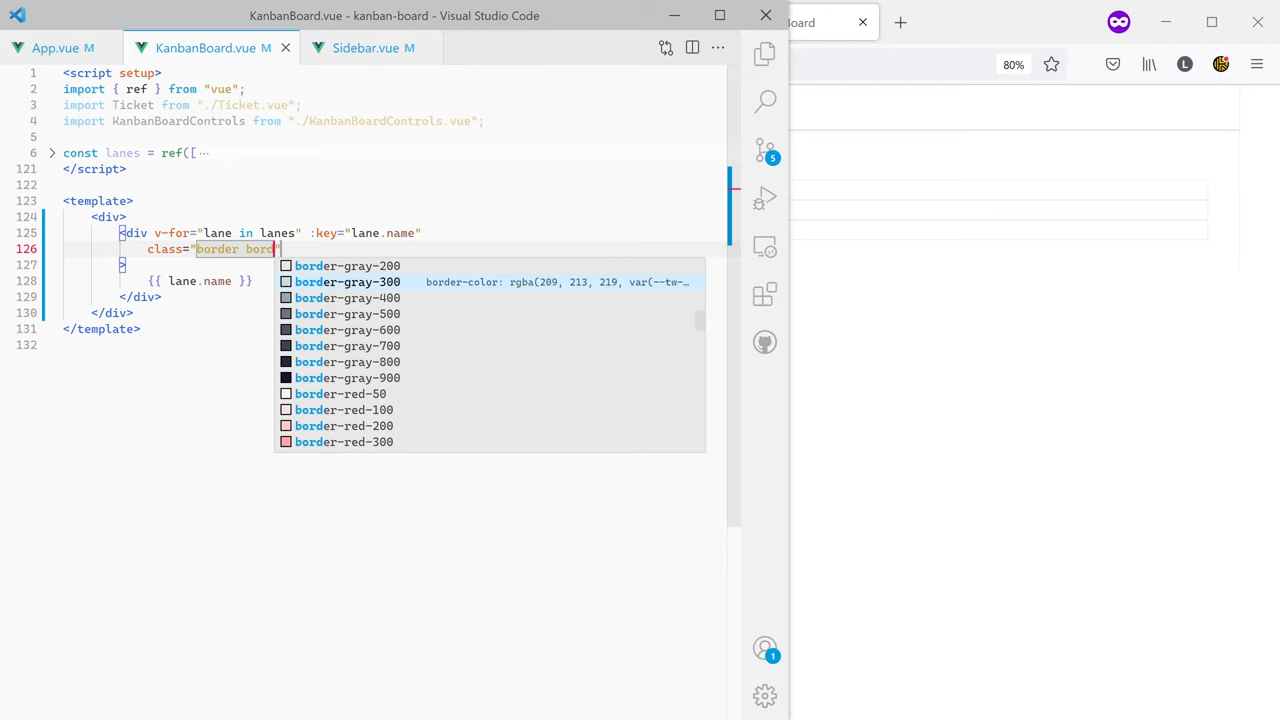 KanbanBoard.vue - kanban-board - Visual Studio Code
App.vue M
KanbanBoard.vue M
Sidebar.vue M
oard
80%
L
1 <script setup>
2 import { ref } from "vue";
3 import Ticket from "./Ticket.vue";
4 import KanbanBoardControls from "./KanbanBoardControls.vue";
5
6 const lanes = ref([ ···
121 </script>
122
123 <template>
124 <div>
125 <div v-for="lane in lanes" :key="lane.name"
126 class="border bord"
127 >
128 {{ lane.name }}
129 </div>
130 </div>
131 </template>
132
border-gray-200
border-gray-300 border-color: rgba(209, 213, 219, var(--tw-…
border-gray-400
border-gray-500
border-gray-600
border-gray-700
border-gray-800
border-gray-900
border-red-50
border-red-100
border-red-200
border-red-300
5
1